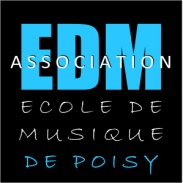 EDM
ASSOCIATION
ECOLE DE
MUSIQUE
DE POISY